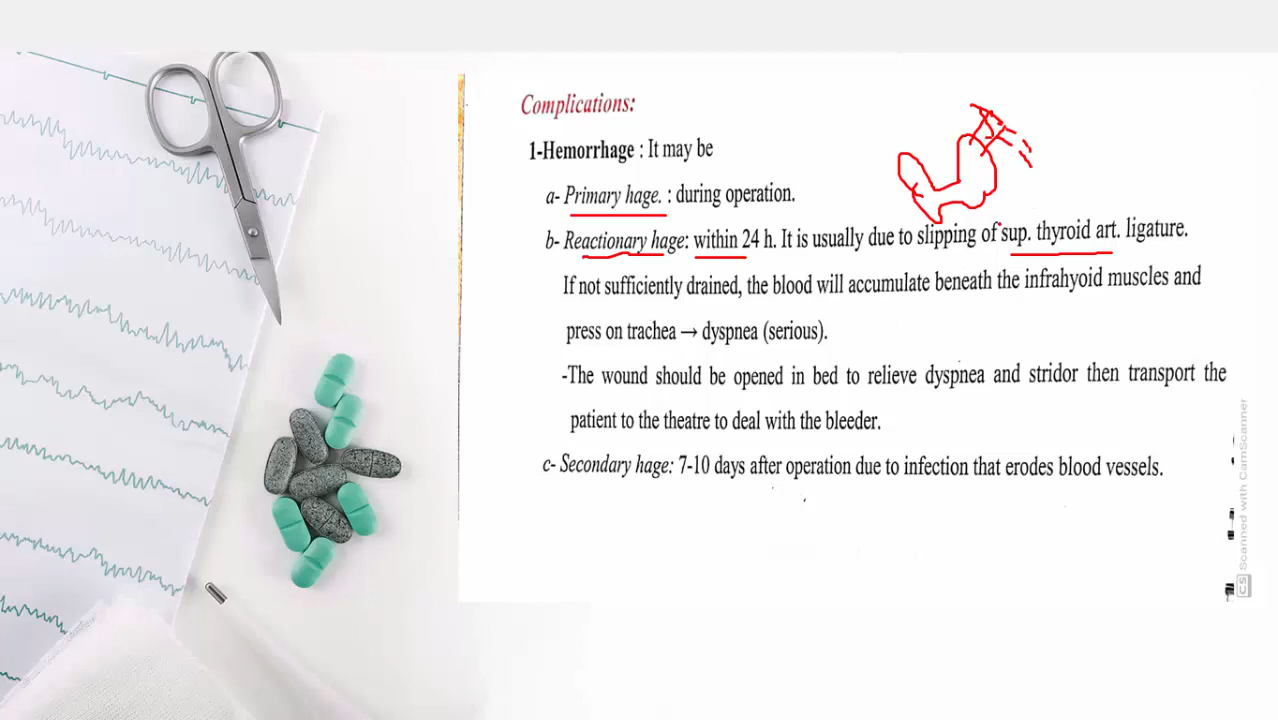 Complications:
1-Hemorrhage : It may be
a- Primary hage. : during operation.
b- Reactionary hage: within 24 h. It is usually due to slipping of sup. thyroid art. ligature.
If not sufficiently drained, the blood will accumulate beneath the infrahyoid muscles and
press on trachea → dyspnea (serious).
-The wound should be opened in bed to relieve dyspnea and stridor then transport the
patient to the theatre to deal with the bleeder.
c- Secondary hage: 7-10 days after operation due to infection that erodes blood vessels.
CS Scanned with CamScanner